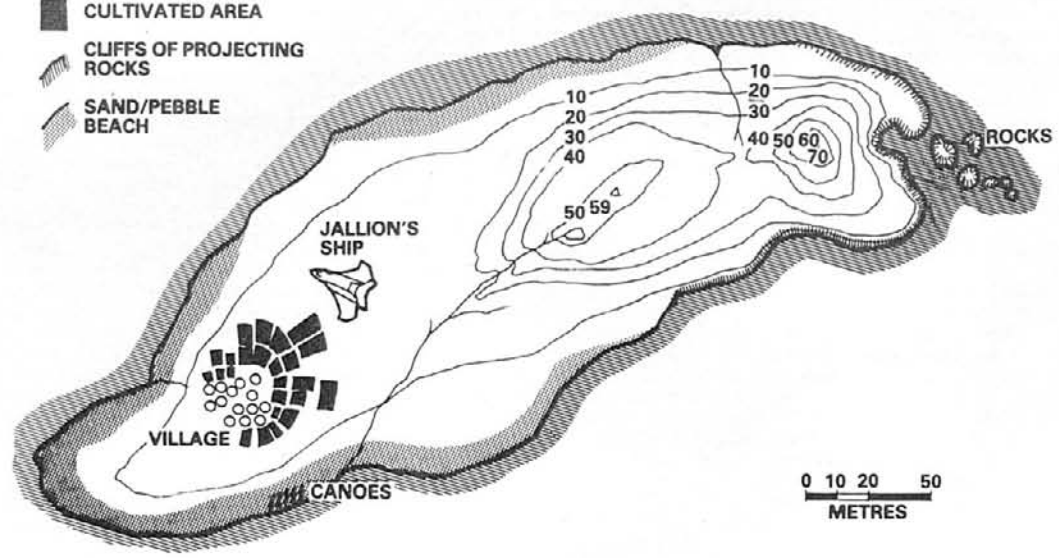 CULTIVATED AREA
CLIFFS OF PROJECTING
ROCKS
SAND/PEBBLE
BEACH
10
20
30
40
10
20
30
40 50 60
70
ROCKS
50 59
JALLION'S
SHIP
VILLAGE
CANOES
0 10 20 50
METRES